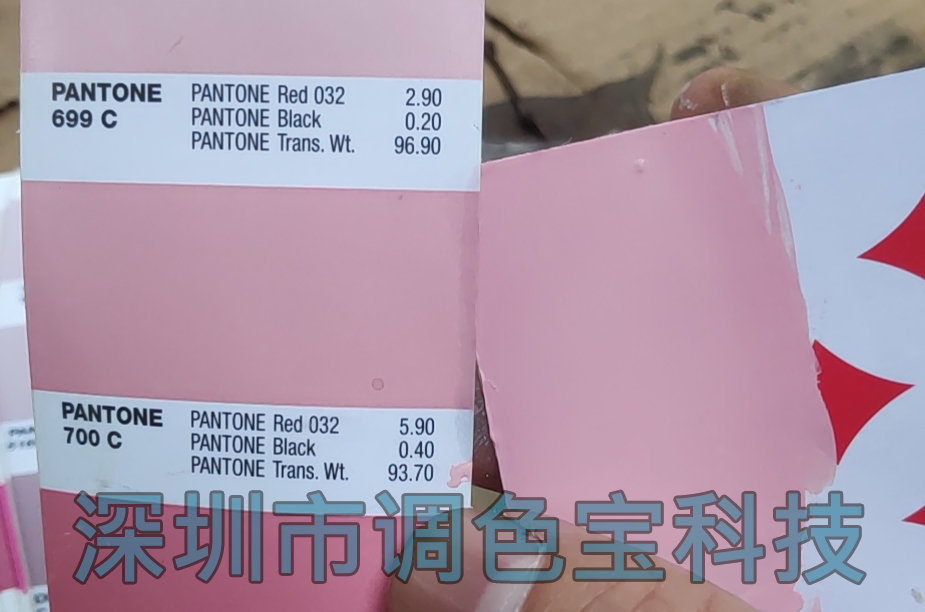 PANTONE
699 C
PANTONE Red 032 2.90
PANTONE Black 0.20
PANTONE Trans. Wt. 96.90
PANTONE
700 C
PANTONE Red 032 5.90
PANTONE Black 0.40
PANTONE Trans. Wt. 93.70
深圳市调色宝科技